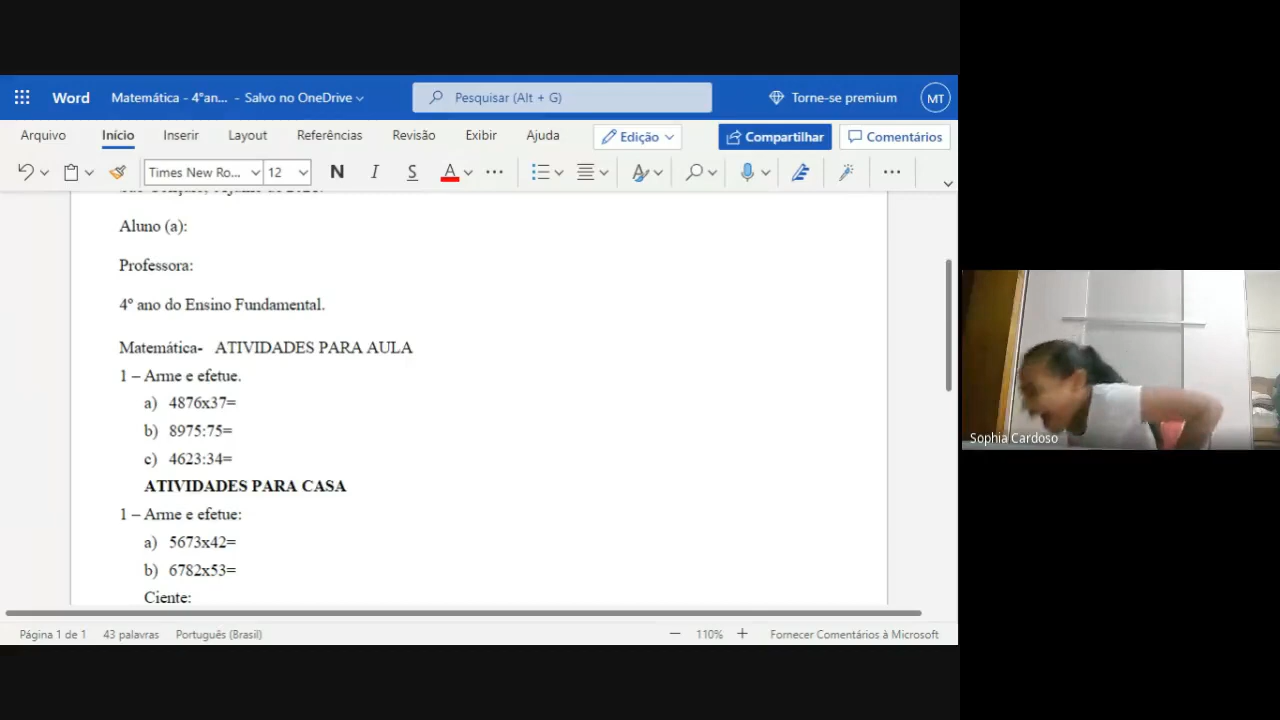 Word Matemática - 4°an... - Salvo no OneDrive Pesquisar (Alt + G) Torne-se premium MT
Arquivo Início Inserir Layout Referências Revisão Exibir Ajuda Edição Compartilhar Comentários
Times New Ro... 12 N I S A ...
Aluno (a):
Professora:
4º ano do Ensino Fundamental.
Matemática- ATIVIDADES PARA AULA
1 – Arme e efetue.
a) 4876x37=
b) 8975:75=
c) 4623:34=
ATIVIDADES PARA CASA
1 – Arme e efetue:
a) 5673x42=
b) 6782x53=
Ciente:
Página 1 de 1 43 palavras Português (Brasil) 110% Fornecer Comentários à Microsoft
Sophia Cardoso